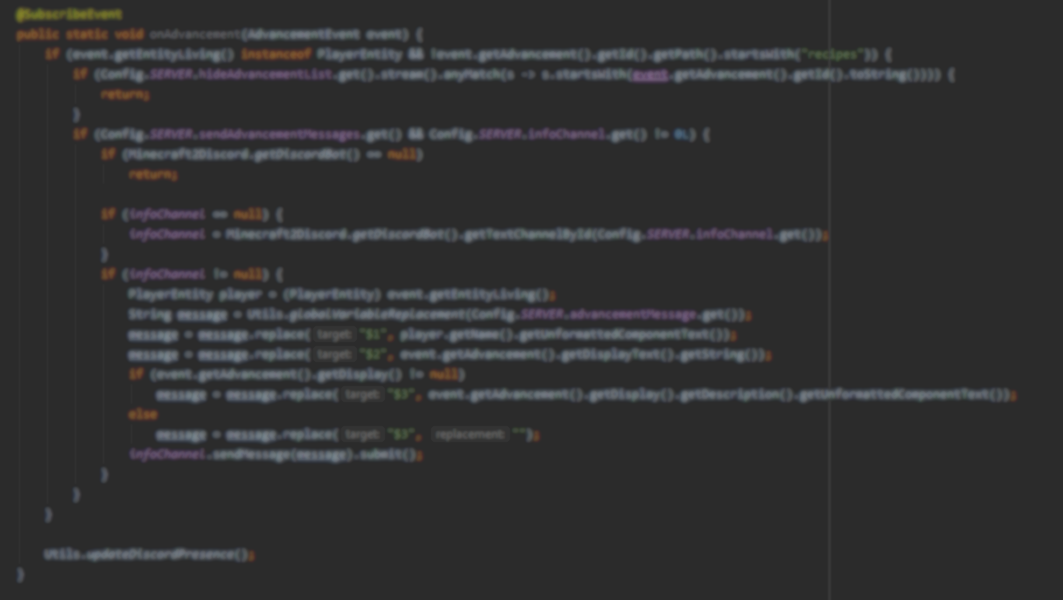 @SubscribeEvent
public static void onAdvancement(AdvancementEvent event) {
if (event.getEntityLiving() instanceof PlayerEntity && !event.getAdvancement().getId().getPath().startsWith("recipes")) {
if (Config.SERVER.hideAdvancementList.get().stream().anyMatch(s -> s.startsWith(event.getAdvancement().getId().toString()))) {
return;
}
if (Config.SERVER.sendAdvancementMessages.get() && Config.SERVER.infoChannel.get() != 0L) {
if (Minecraft2Discord.getDiscordBot() == null)
return;
if (infoChannel == null) {
infoChannel = Minecraft2Discord.getDiscordBot().getTextChannelById(Config.SERVER.infoChannel.get());
}
if (infoChannel != null) {
PlayerEntity player = (PlayerEntity) event.getEntityLiving();
String message = Utils.globalVariableReplacement(Config.SERVER.advancementMessage.get());
message = message.replace( target: "$1", player.getName().getUnformattedComponentText());
message = message.replace( target: "$2", event.getAdvancement().getDisplayText().getString());
if (event.getAdvancement().getDisplay() != null)
message = message.replace( target: "$3", event.getAdvancement().getDisplay().getDescription().getUnformattedComponentText());
else
message = message.replace( target: "$3", replacement: "");
infoChannel.sendMessage(message).submit();
}
}
}
Utils.updateDiscordPresence();
}